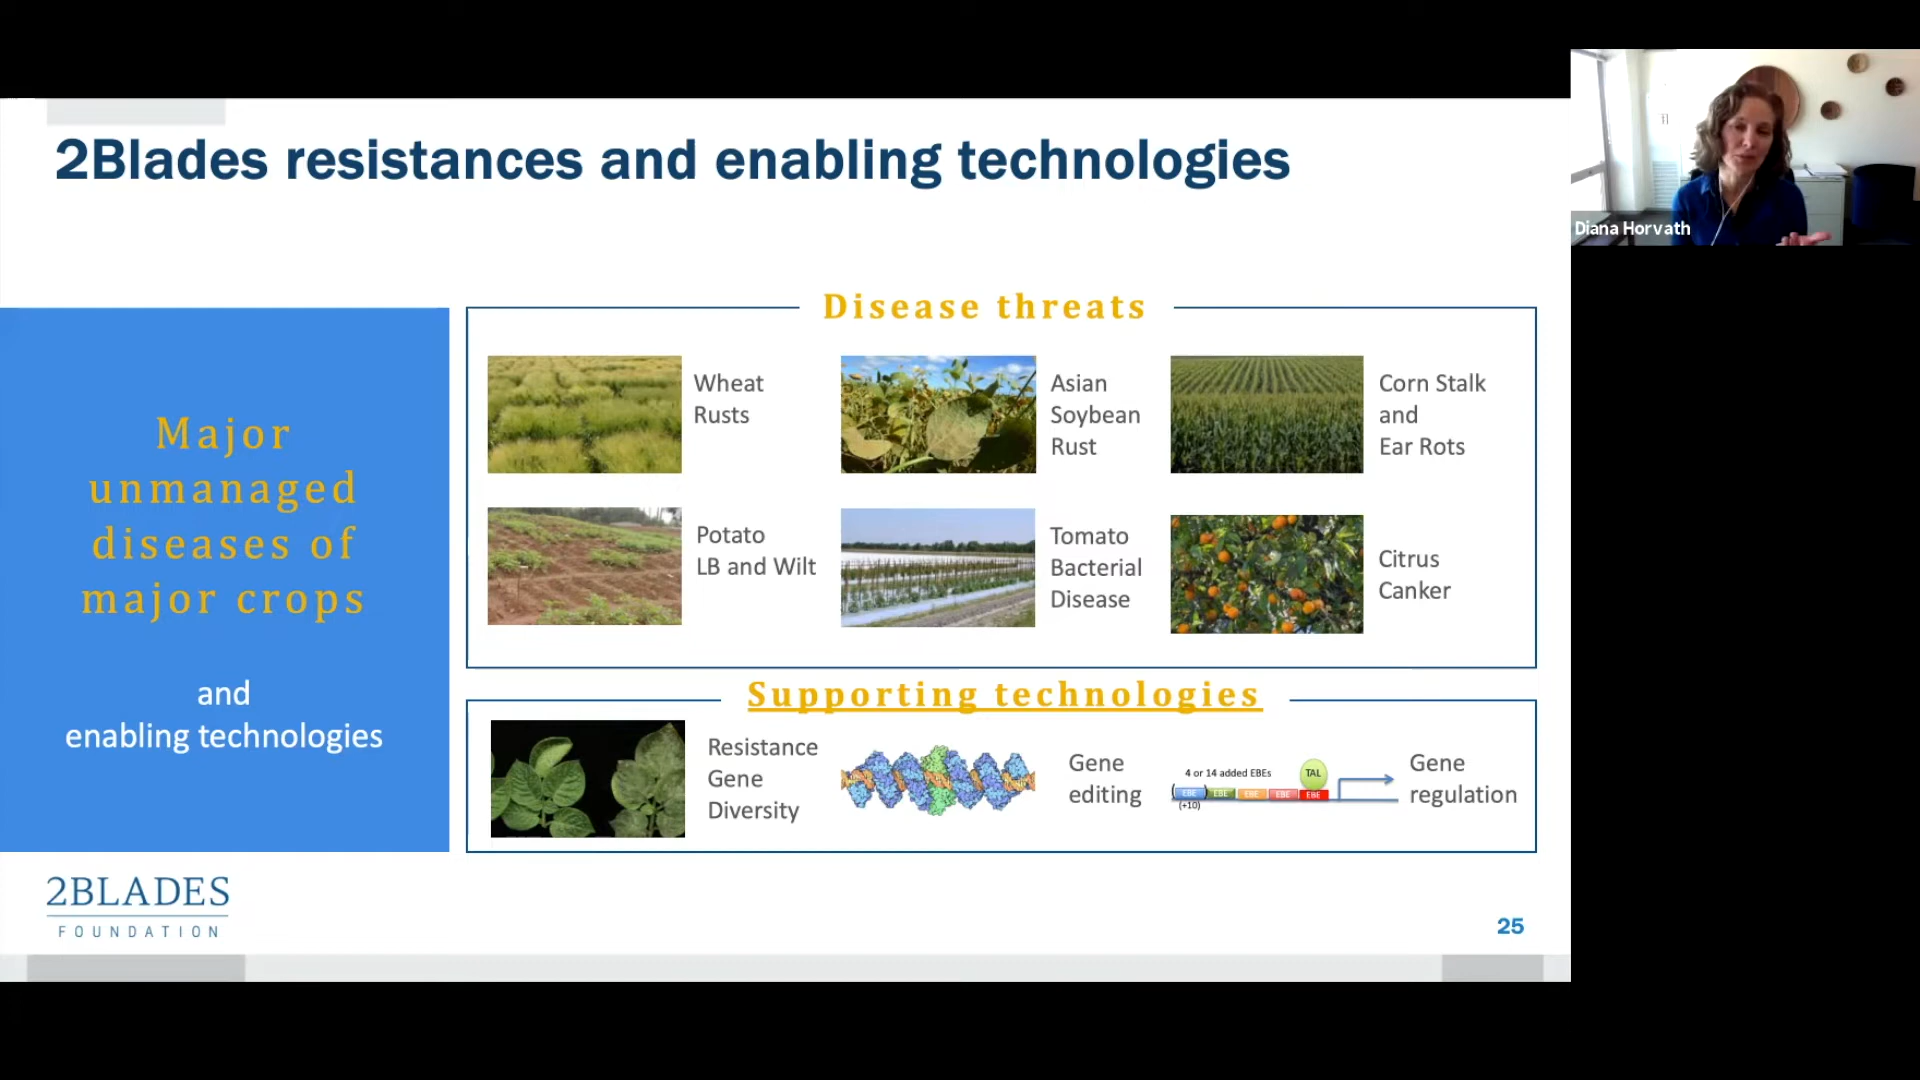 2Blades resistances and enabling technologies
Diana Horvath
Major
unmanaged
diseases of
major crops
and
enabling technologies
Disease threats
Wheat
Rusts
Asian
Soybean
Rust
Corn Stalk
and
Ear Rots
Potato
LB and Wilt
Tomato
Bacterial
Disease
Citrus
Canker
Supporting technologies
Resistance
Gene
Diversity
Gene
editing
4 or 14 added EBEs
TAL
(EBE) EBE EBE EBE EBE
(+10)
Gene
regulation
2BLADES
FOUNDATION
25